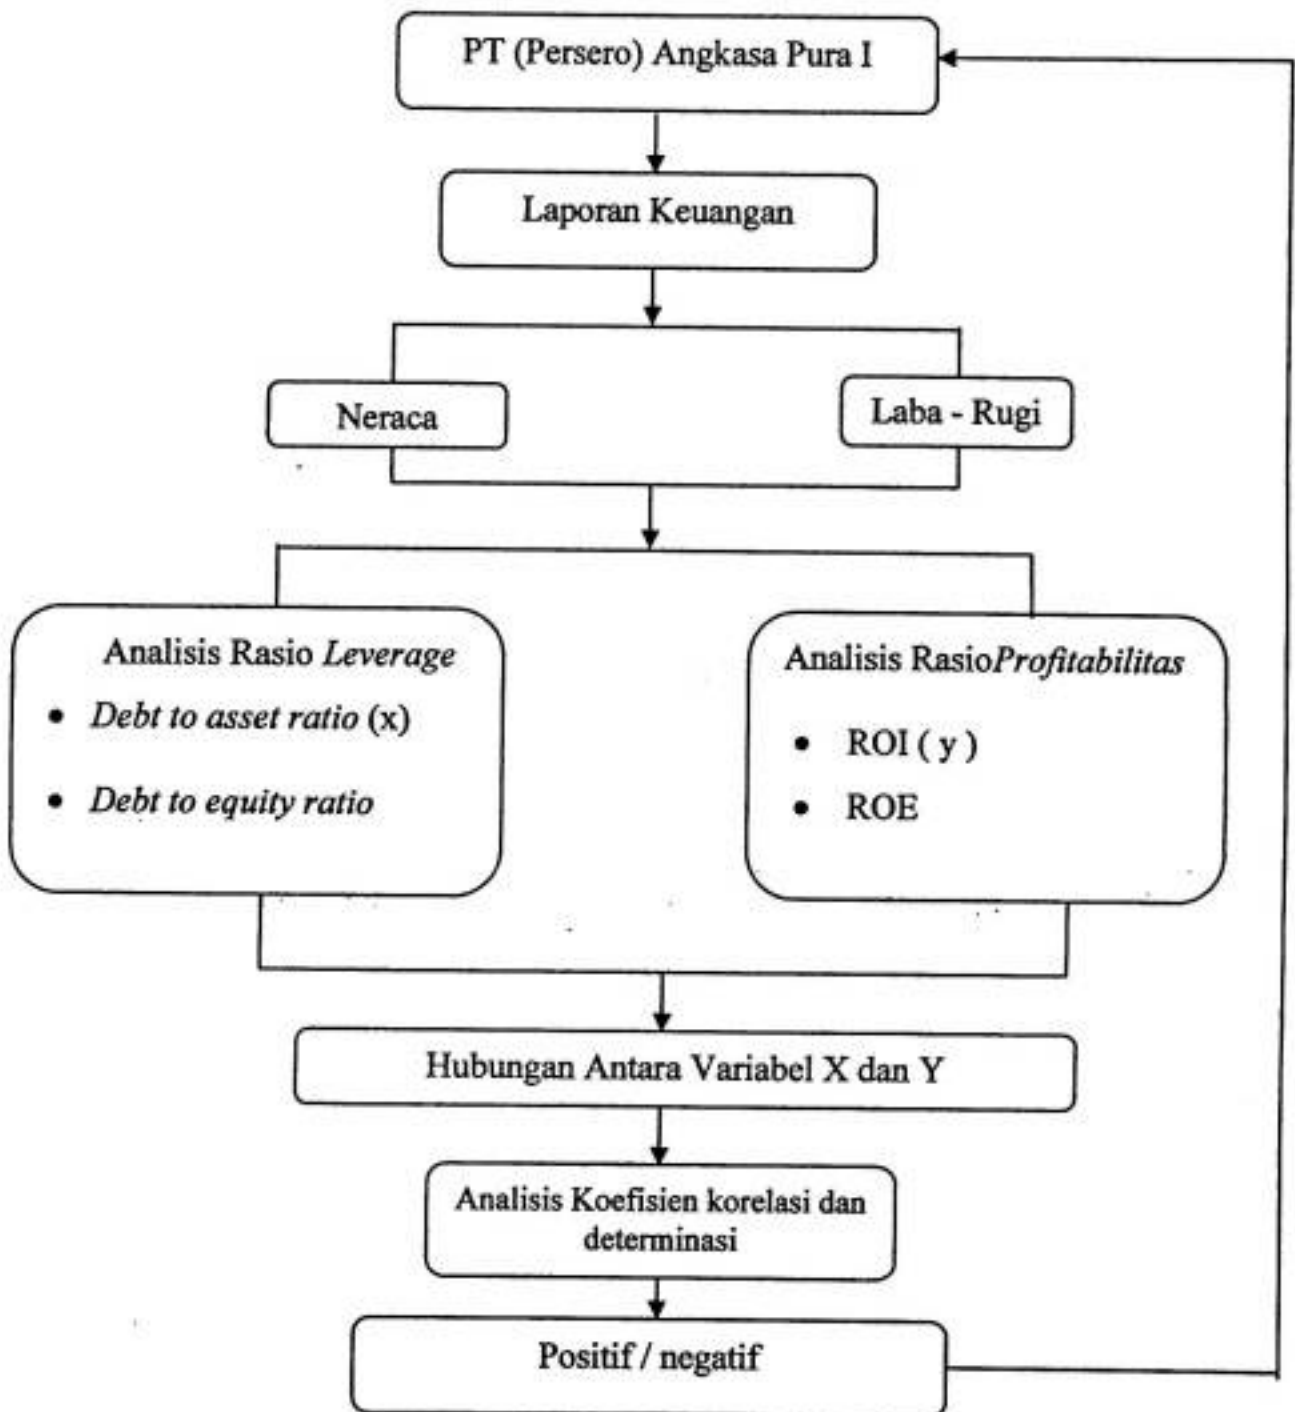 PT (Persero) Angkasa Pura I
Laporan Keuangan
Neraca
Laba - Rugi
Analisis Rasio Leverage
• Debt to asset ratio (x)
• Debt to equity ratio
Analisis RasioProfitabilitas
• ROI ( y )
• ROE
Hubungan Antara Variabel X dan Y
Analisis Koefisien korelasi dan
determinasi
Positif / negatif